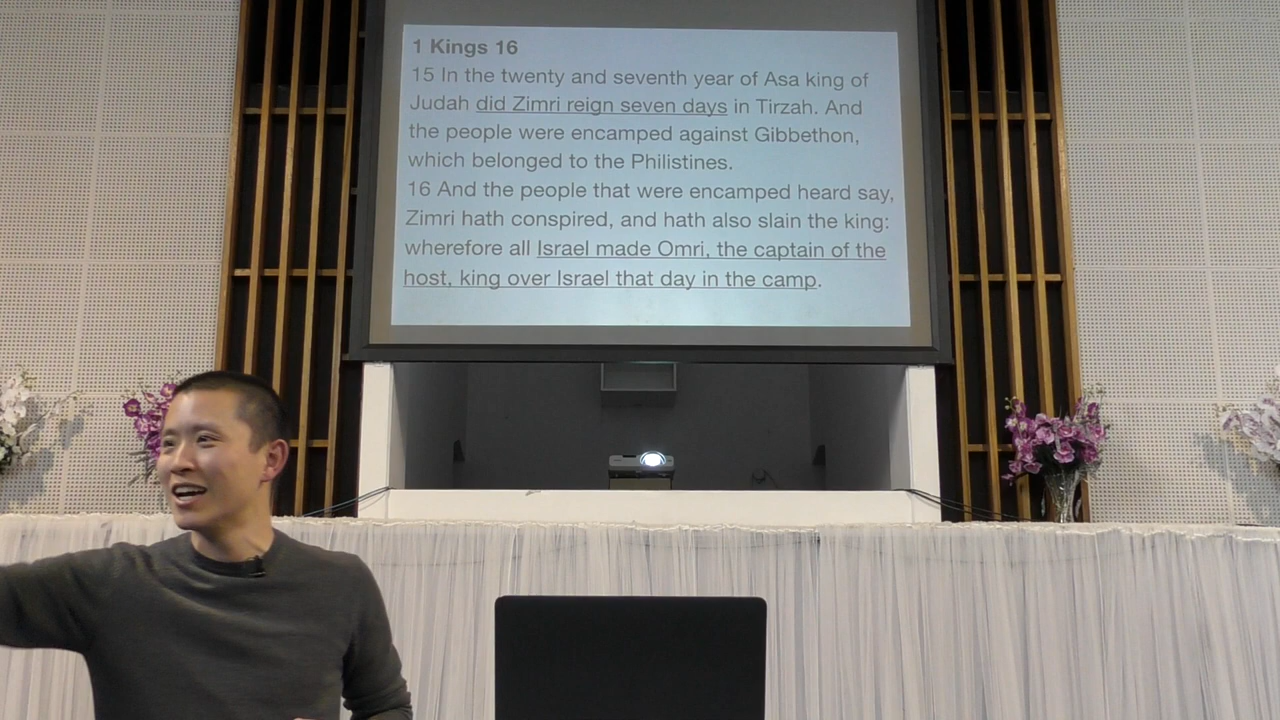 1 Kings 16
15 In the twenty and seventh year of Asa king of
Judah did Zimri reign seven days in Tirzah. And
the people were encamped against Gibbethon,
which belonged to the Philistines.
16 And the people that were encamped heard say,
Zimri hath conspired, and hath also slain the king:
wherefore all Israel made Omri, the captain of the
host, king over Israel that day in the camp.